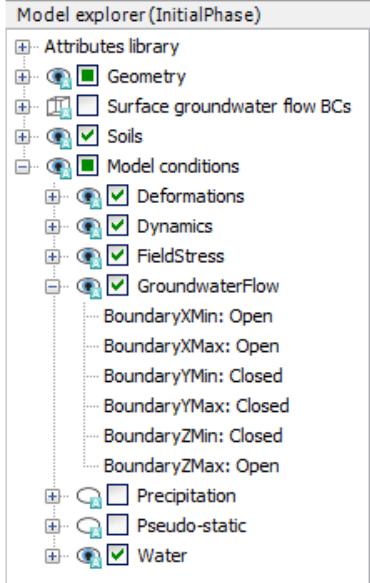 Model explorer (InitialPhase)
Attributes library
Geometry
Surface groundwater flow BCs
Soils
Model conditions
Deformations
Dynamics
FieldStress
GroundwaterFlow
BoundaryXMin: Open
BoundaryXMax: Open
BoundaryYMin: Closed
BoundaryYMax: Closed
BoundaryZMin: Closed
BoundaryZMax: Open
Precipitation
Pseudo-static
Water